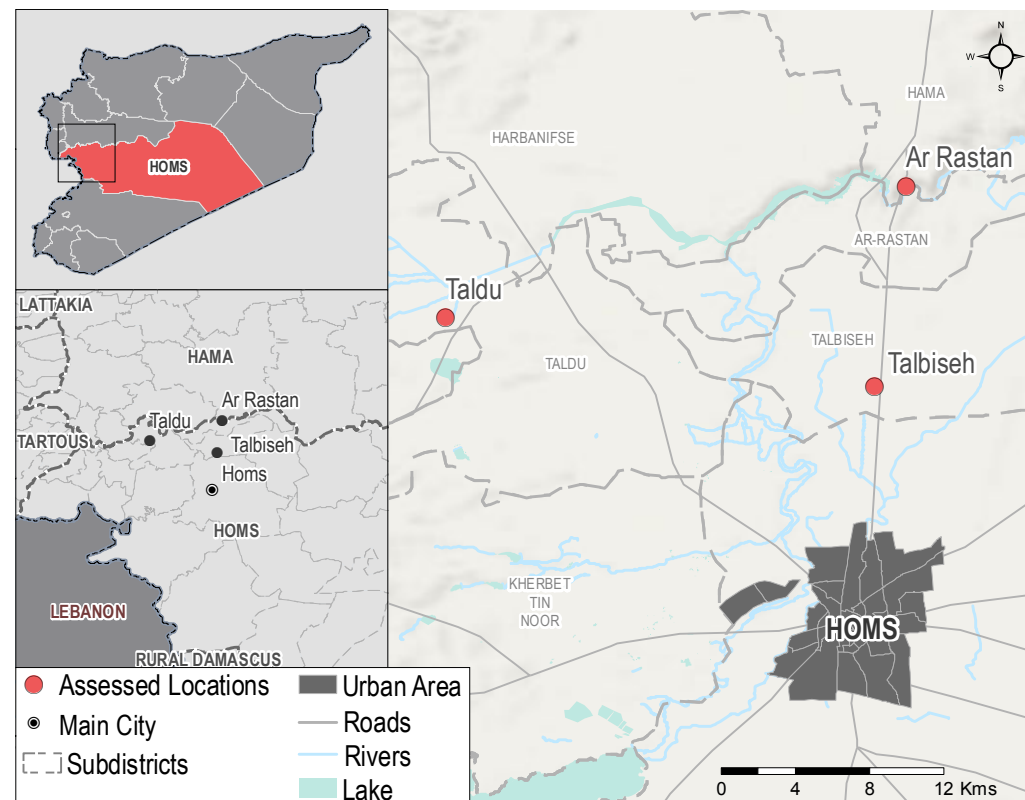 HOMS
LATTAKIA
HAMA
Ar Rastan
Taldu
TARTOUS
Talbiseh
Homs
HOMS
LEBANON
RURAL DAMASCUS
N
W
E
S
HAMA
HARBANIFSE
Ar Rastan
AR-RASTAN
Taldu
TALBISEH
TALDU
Talbiseh
KHERBET
TIN
NOOR
HOMS
Assessed Locations
Main City
Subdistricts
Urban Area
Roads
Rivers
Lake
0 4 8 12 Kms